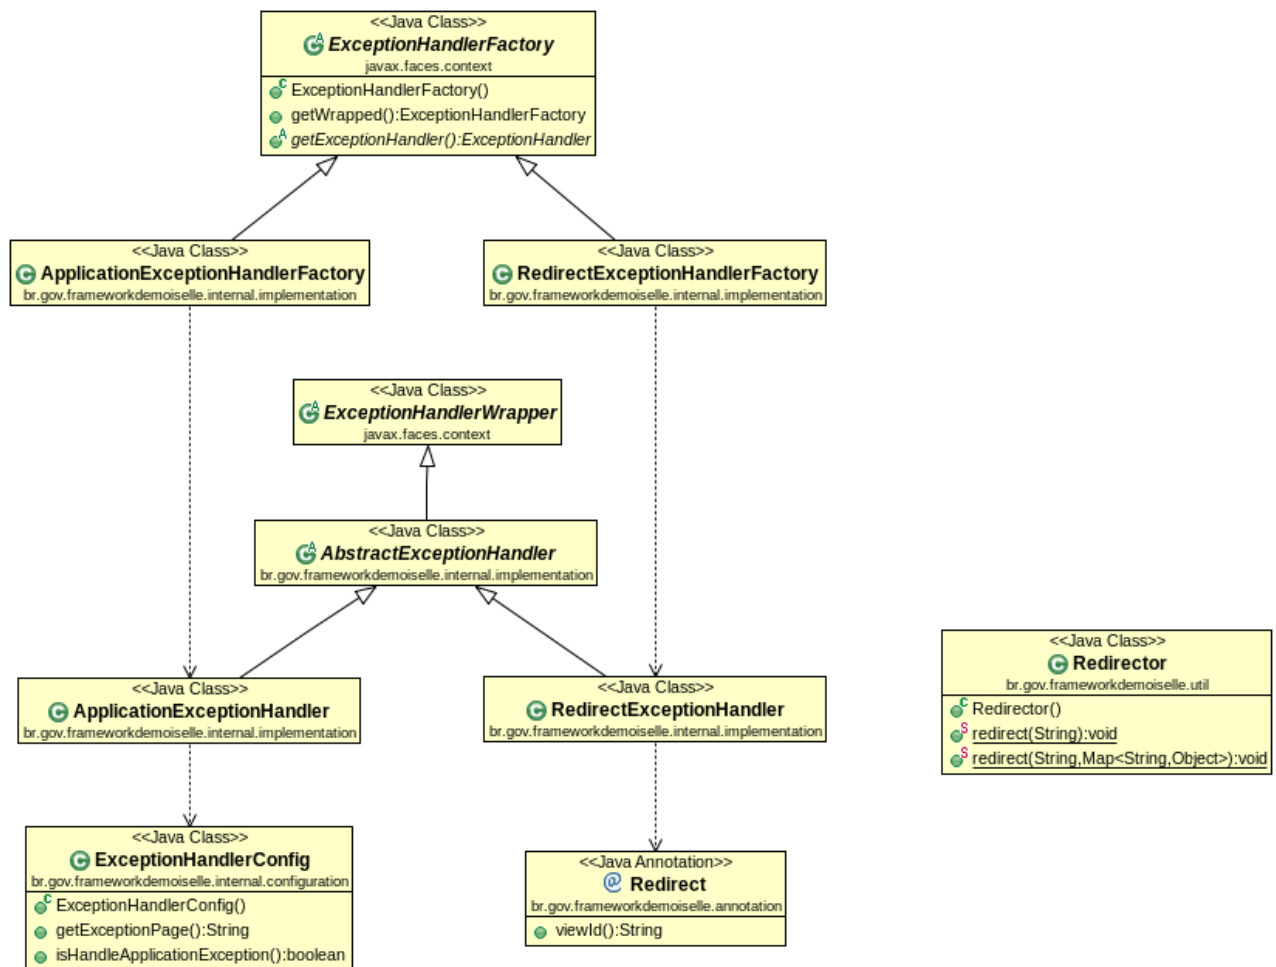 <<Java Class>>
ExceptionHandlerFactory
javax.faces.context
ExceptionHandlerFactory()
getWrapped():ExceptionHandlerFactory
getExceptionHandler():ExceptionHandler
<<Java Class>>
ApplicationExceptionHandlerFactory
br.gov.frameworkdemoiselle.internal.implementation
<<Java Class>>
RedirectExceptionHandlerFactory
br.gov.frameworkdemoiselle.internal.implementation
<<Java Class>>
ExceptionHandlerWrapper
javax.faces.context
<<Java Class>>
AbstractExceptionHandler
br.gov.frameworkdemoiselle.internal.implementation
<<Java Class>>
ApplicationExceptionHandler
br.gov.frameworkdemoiselle.internal.implementation
<<Java Class>>
RedirectExceptionHandler
br.gov.frameworkdemoiselle.internal.implementation
<<Java Class>>
Redirector
br.gov.frameworkdemoiselle.util
Redirector()
redirect(String):void
redirect(String,Map<String,Object>):void
<<Java Class>>
ExceptionHandlerConfig
br.gov.frameworkdemoiselle.internal.configuration
ExceptionHandlerConfig()
getExceptionPage():String
isHandleApplicationException():boolean
<<Java Annotation>>
Redirect
br.gov.frameworkdemoiselle.annotation
viewId():String